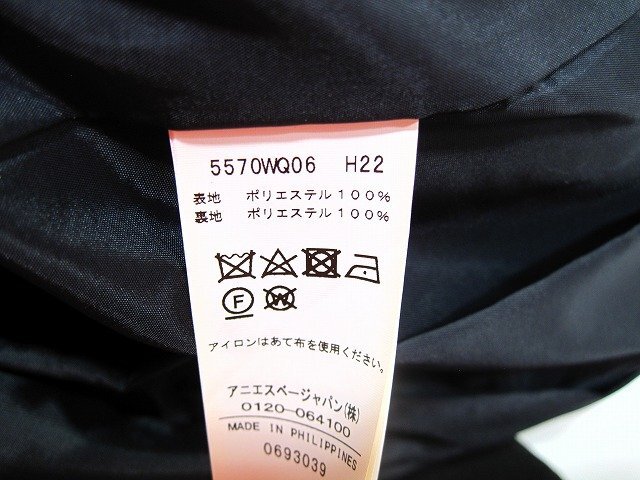 5570WQ06 H22
表地 ポリエステル100%
裏地 ポリエステル100%
F W
アイロンはあて布を使用ください。
アニエスベージャパン(株)
0120-064100
MADE IN PHILIPPINES
0693039